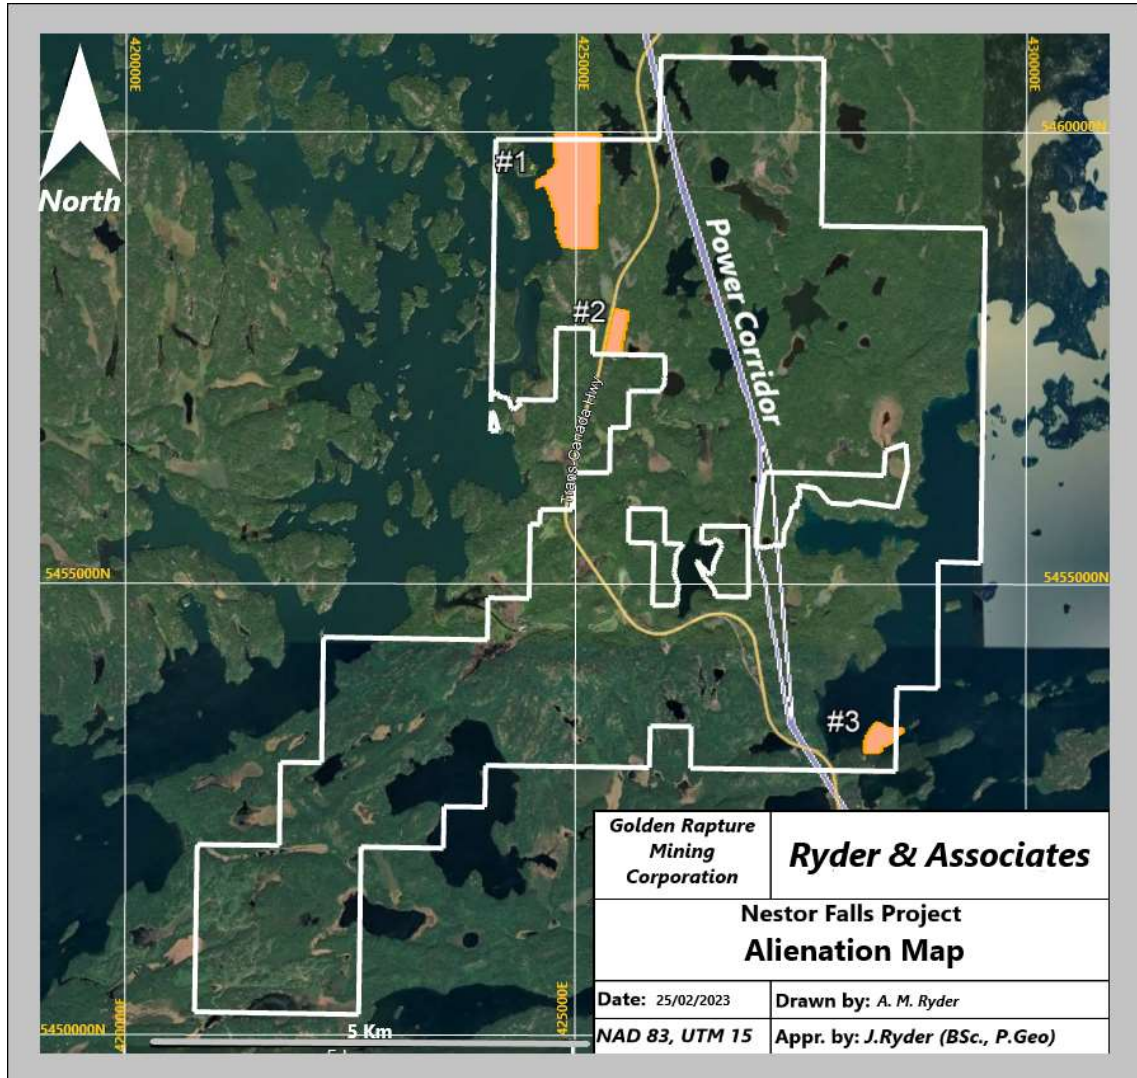 420000E
425000E
430000E
5460000N
#1
North
Power Corridor
#2
Trans-Canada Hwy
5455000N
5455000N
#3
Golden Rapture
Mining
Corporation
Ryder & Associates
Nestor Falls Project
Alienation Map
Date: 25/02/2023
Drawn by: A. M. Ryder
NAD 83, UTM 15
Appr. by: J.Ryder (BSc., P.Geo)
420000E
425000E
5450000N
5 Km